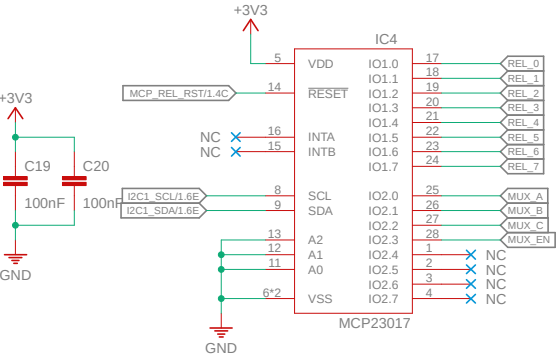 +3V3
IC4
5 VDD IO1.0 17 REL_0
IO1.1 18 REL_1
MCP_REL_RST/1.4C 14 RESET IO1.2 19 REL_2
IO1.3 20 REL_3
+3V3 IO1.4 21 REL_4
NC 16 INTA IO1.5 22 REL_5
NC 15 INTB IO1.6 23 REL_6
C19 C20 IO1.7 24 REL_7
I2C1_SCL/1.6E 8 SCL IO2.0 25 MUX_A
100nF 100nF I2C1_SDA/1.6E 9 SDA IO2.1 26 MUX_B
IO2.2 27 MUX_C
13 A2 IO2.3 28 MUX_EN
12 A1 IO2.4 1 NC
GND 11 A0 IO2.5 2 NC
IO2.6 3 NC
6*2 VSS IO2.7 4 NC
MCP23017
GND